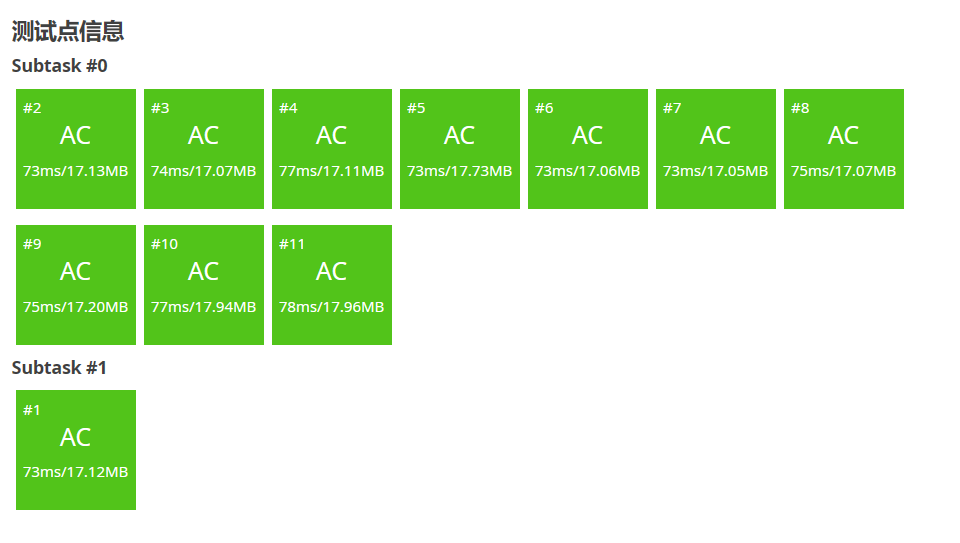 测试点信息
Subtask #0
#2 #3 #4 #5 #6 #7 #8
AC AC AC AC AC AC AC
73ms/17.13MB 74ms/17.07MB 77ms/17.11MB 73ms/17.73MB 73ms/17.06MB 73ms/17.05MB 75ms/17.07MB
#9 #10 #11
AC AC AC
75ms/17.20MB 77ms/17.94MB 78ms/17.96MB
Subtask #1
#1
AC
73ms/17.12MB